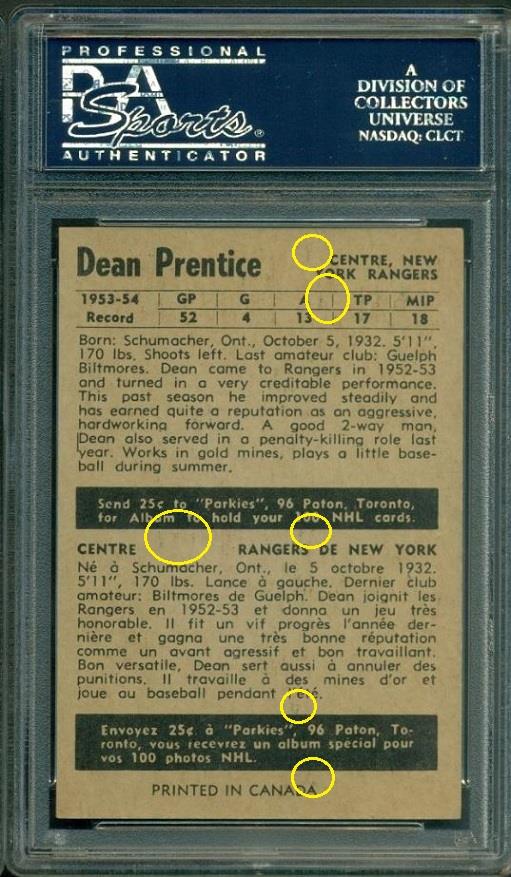 PROFESSIONAL
PSA
Sports®
AUTHENTICATOR
A
DIVISION OF
COLLECTORS
UNIVERSE
NASDAQ: CLCT
Dean Prentice
CENTRE, NEW
YORK RANGERS
1953-54 | GP | G | A | TP | MIP
Record 52 4 13 17 18
Born: Schumacher, Ont., October 5, 1932. 5'11",
170 lbs. Shoots left. Last amateur club: Guelph
Biltmores. Dean came to Rangers in 1952-53
and turned in a very creditable performance.
This past season he improved steadily and
has earned quite a reputation as an aggressive,
hardworking forward. A good 2-way man,
Dean also served in a penalty-killing role last
year. Works in gold mines, plays a little base-
ball during summer.
Send 25¢ to "Parkies", 96 Paton, Toronto,
for Album to hold your 100 NHL cards.
CENTRE RANGERS DE NEW YORK
Né à Schumacher, Ont., le 5 octobre 1932.
5'11", 170 lbs. Lance à gauche. Dernier club
amateur: Biltmores de Guelph. Dean joignit les
Rangers en 1952-53 et donna un jeu très
honorable. Il fit un vif progrès l'année der-
nière et gagna une très bonne réputation
comme un avant agressif et bon travaillant.
Bon versatile, Dean sert aussi à annuler des
punitions. Il travaille à des mines d'or et
joue au baseball pendant l'été.
Envoyez 25¢ à "Parkies", 96 Paton, To-
ronto, vous recevrez un album spécial pour
vos 100 photos NHL.
PRINTED IN CANADA